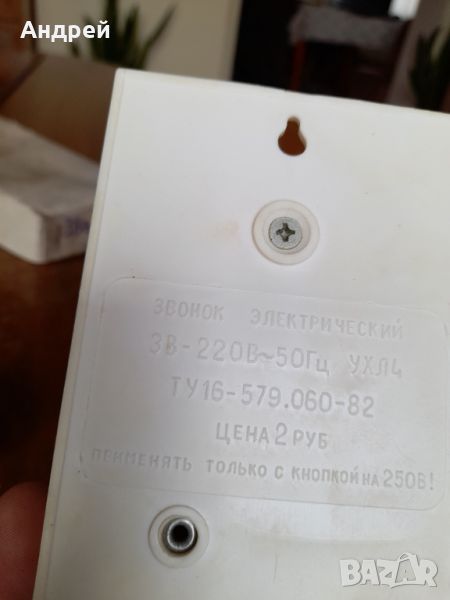 Андрей
ЗВОНОК ЭЛЕКТРИЧЕСКИЙ
ЗВ-220В~50Гц УХЛ4
ТУ16-579.060-82
ЦЕНА 2 РУБ
ПРИМЕНЯТЬ ТОЛЬКО С КНОПКОЙ НА 250В!
BAZAR